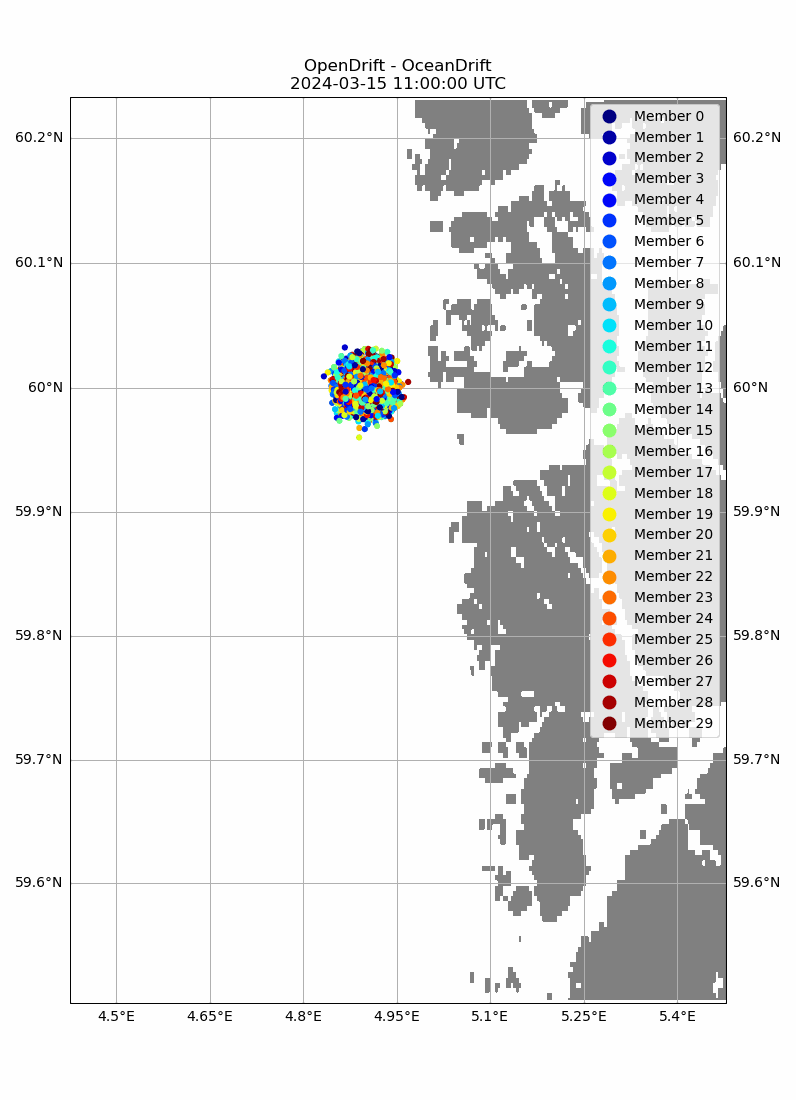 OpenDrift - OceanDrift
2024-03-15 11:00:00 UTC
60.2°N
60.2°N
60.1°N
60.1°N
60°N
60°N
59.9°N
59.9°N
59.8°N
59.8°N
59.7°N
59.7°N
59.6°N
59.6°N
Member 0
Member 1
Member 2
Member 3
Member 4
Member 5
Member 6
Member 7
Member 8
Member 9
Member 10
Member 11
Member 12
Member 13
Member 14
Member 15
Member 16
Member 17
Member 18
Member 19
Member 20
Member 21
Member 22
Member 23
Member 24
Member 25
Member 26
Member 27
Member 28
Member 29
4.5°E
4.65°E
4.8°E
4.95°E
5.1°E
5.25°E
5.4°E